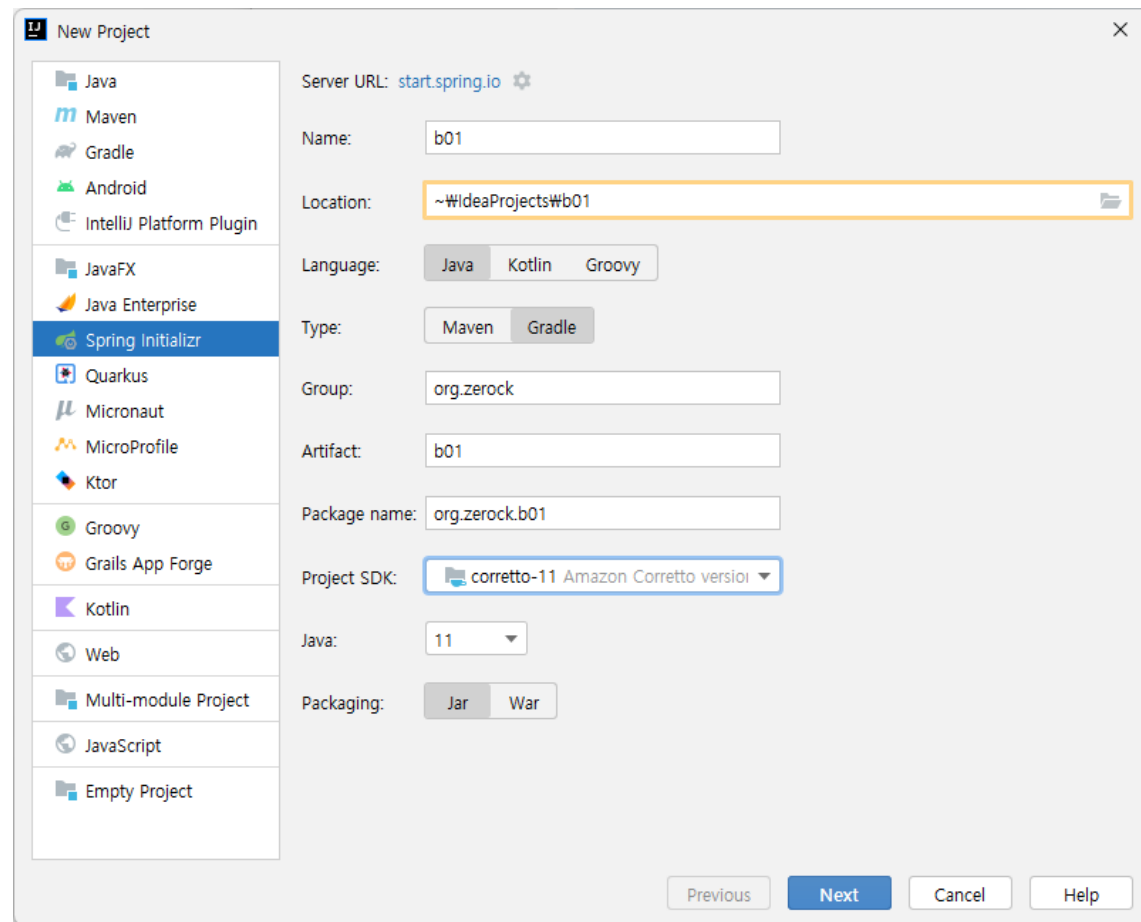 New Project
Java
Maven
Gradle
Android
IntelliJ Platform Plugin
JavaFX
Java Enterprise
Spring Initializr
Quarkus
Micronaut
MicroProfile
Ktor
Groovy
Grails App Forge
Kotlin
Web
Multi-module Project
JavaScript
Empty Project
Server URL: start.spring.io
Name: b01
Location: ~₩IdeaProjects₩b01
Language: Java Kotlin Groovy
Type: Maven Gradle
Group: org.zerock
Artifact: b01
Package name: org.zerock.b01
Project SDK: corretto-11 Amazon Corretto version
Java: 11
Packaging: Jar War
Previous Next Cancel Help